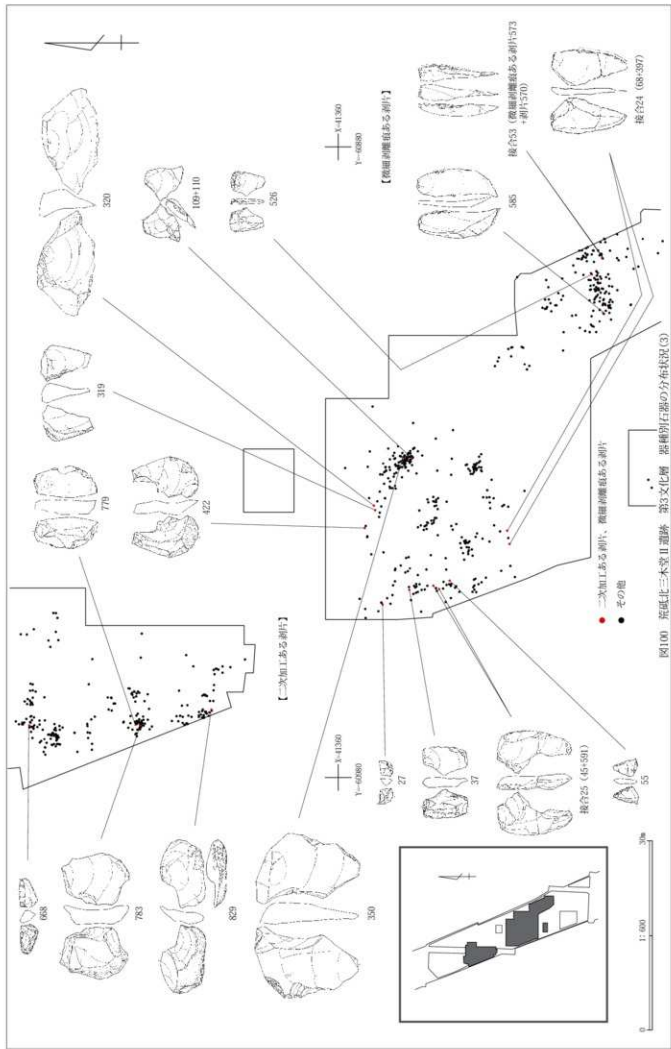 320
109+110
526
X=41360
Y=-60880
【微細剥離痕ある剥片】
585
接合53 (微細剥離痕ある剥片573
+剥片570)
接合24 (68+397)
319
779
422
【二次加工ある剥片】
668
783
829
350
X=41360
Y=-60980
27
37
接合25 (45+591)
55
● 二次加工ある剥片、微細剥離痕ある剥片
● その他
0 1:600 30m
図100 荒砥北三木堂Ⅱ遺跡 第3文化層 器種別石器の分布状況(3)